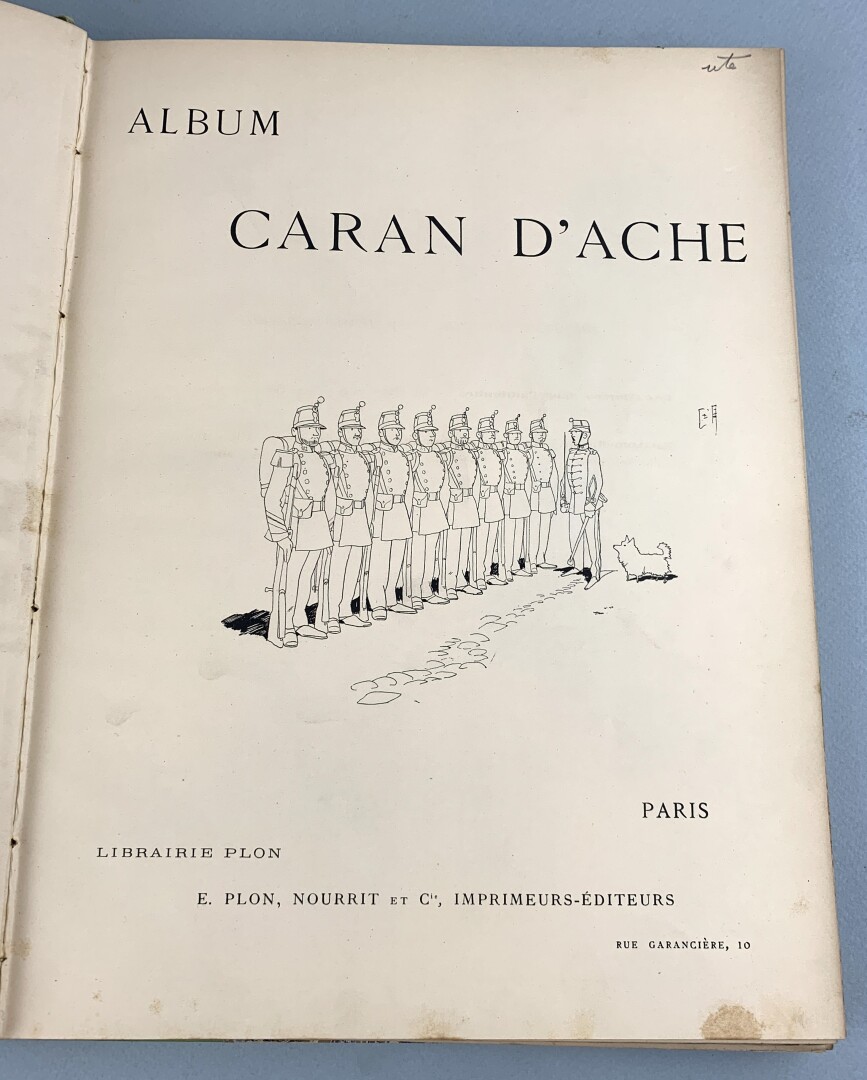 ALBUM
CARAN D'ACHE
PARIS
LIBRAIRIE PLON
E. PLON, NOURRIT ET Cie, IMPRIMEURS-ÉDITEURS
RUE GARANCIÈRE, 10